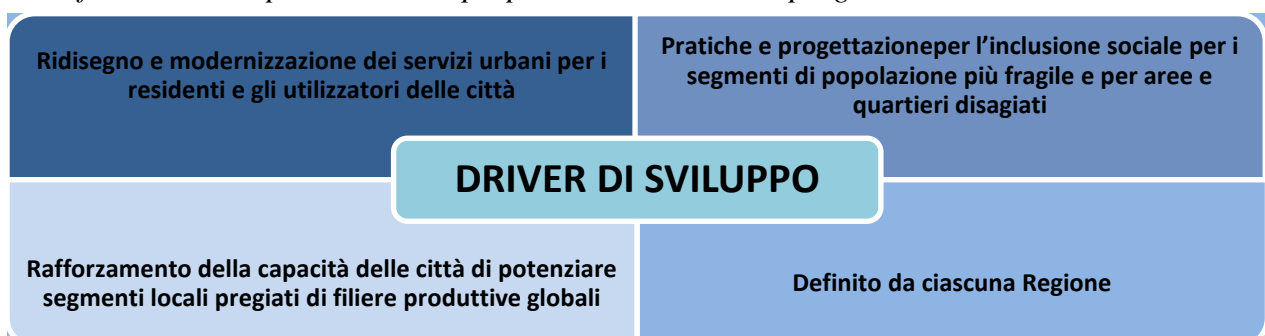 Ridisegno e modernizzazione dei servizi urbani per i
residenti e gli utilizzatori delle città
Pratiche e progettazioneper l’inclusione sociale per i
segmenti di popolazione più fragile e per aree e
quartieri disagiati
DRIVER DI SVILUPPO
Rafforzamento della capacità delle città di potenziare
segmenti locali pregiati di filiere produttive globali
Definito da ciascuna Regione